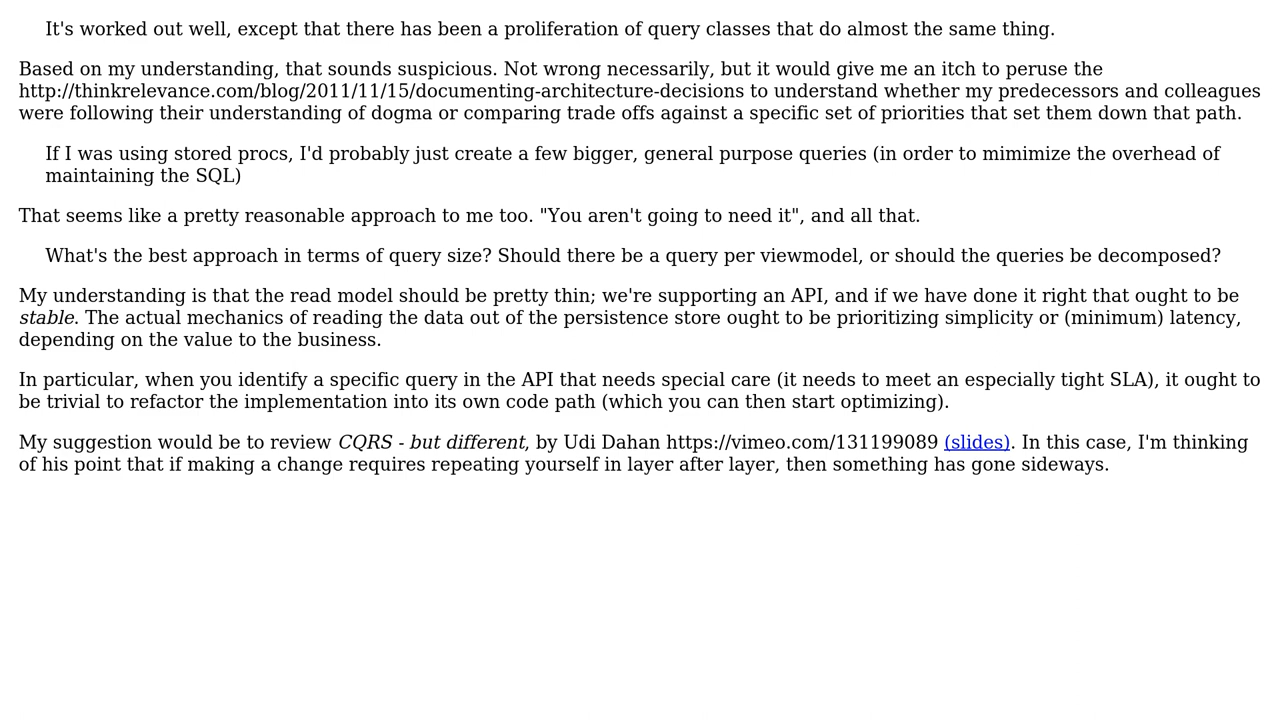 It's worked out well, except that there has been a proliferation of query classes that do almost the same thing.
Based on my understanding, that sounds suspicious. Not wrong necessarily, but it would give me an itch to peruse the
http://thinkrelevance.com/blog/2011/11/15/documenting-architecture-decisions to understand whether my predecessors and colleagues
were following their understanding of dogma or comparing trade offs against a specific set of priorities that set them down that path.
If I was using stored procs, I'd probably just create a few bigger, general purpose queries (in order to mimimize the overhead of
maintaining the SQL)
That seems like a pretty reasonable approach to me too. "You aren't going to need it", and all that.
What's the best approach in terms of query size? Should there be a query per viewmodel, or should the queries be decomposed?
My understanding is that the read model should be pretty thin; we're supporting an API, and if we have done it right that ought to be
stable. The actual mechanics of reading the data out of the persistence store ought to be prioritizing simplicity or (minimum) latency,
depending on the value to the business.
In particular, when you identify a specific query in the API that needs special care (it needs to meet an especially tight SLA), it ought to
be trivial to refactor the implementation into its own code path (which you can then start optimizing).
My suggestion would be to review CQRS - but different, by Udi Dahan https://vimeo.com/131199089 (slides). In this case, I'm thinking
of his point that if making a change requires repeating yourself in layer after layer, then something has gone sideways.